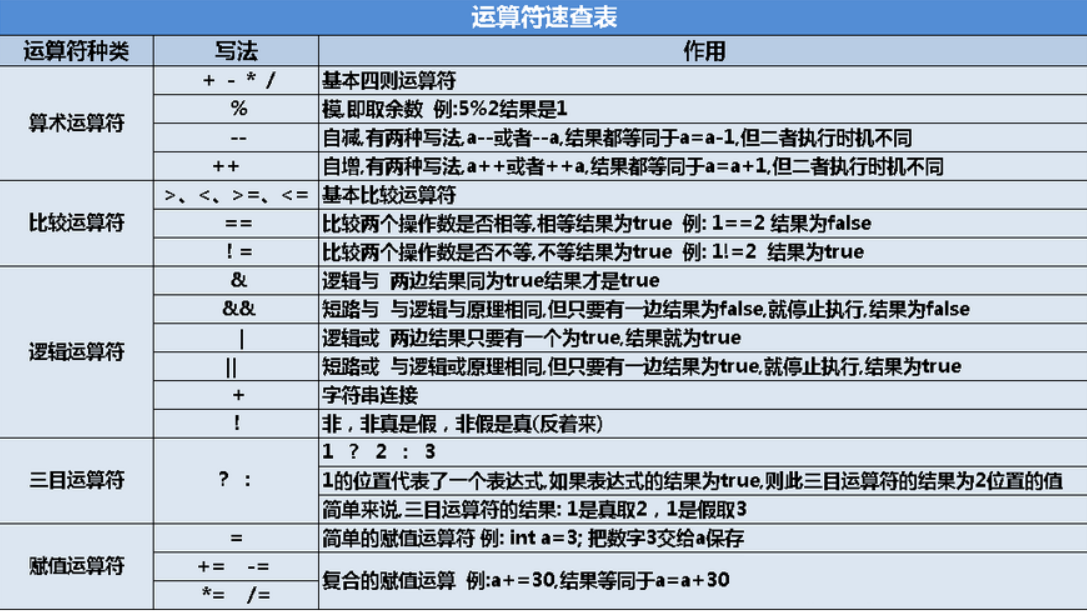 运算符速查表
运算符种类 写法 作用
算术运算符
+ - * / 基本四则运算符
% 模,即取余数 例:5%2结果是1
-- 自减,有两种写法,a--或者--a,结果都等同于a=a-1,但二者执行时机不同
++ 自增,有两种写法,a++或者++a,结果都等同于a=a+1,但二者执行时机不同
比较运算符
>、<、>=、<= 基本比较运算符
== 比较两个操作数是否相等,相等结果为true 例: 1==2 结果为false
!= 比较两个操作数是否不等,不等结果为true 例: 1!=2 结果为true
逻辑运算符
& 逻辑与 两边结果同为true结果才是true
&& 短路与 与逻辑与原理相同,但只要有一边结果为false,就停止执行,结果为false
| 逻辑或 两边结果只要有一个为true,结果就为true
|| 短路或 与逻辑或原理相同,但只要有一边结果为true,就停止执行,结果为true
+ 字符串连接
! 非，非真是假，非假是真(反着来)
三目运算符
? : 1 ? 2 : 3
1的位置代表了一个表达式,如果表达式的结果为true,则此三目运算符的结果为2位置的值
简单来说,三目运算符的结果: 1是真取2，1是假取3
赋值运算符
= 简单的赋值运算符 例: int a=3; 把数字3交给a保存
+= -= 复合的赋值运算 例:a+=30,结果等同于a=a+30
*= /=